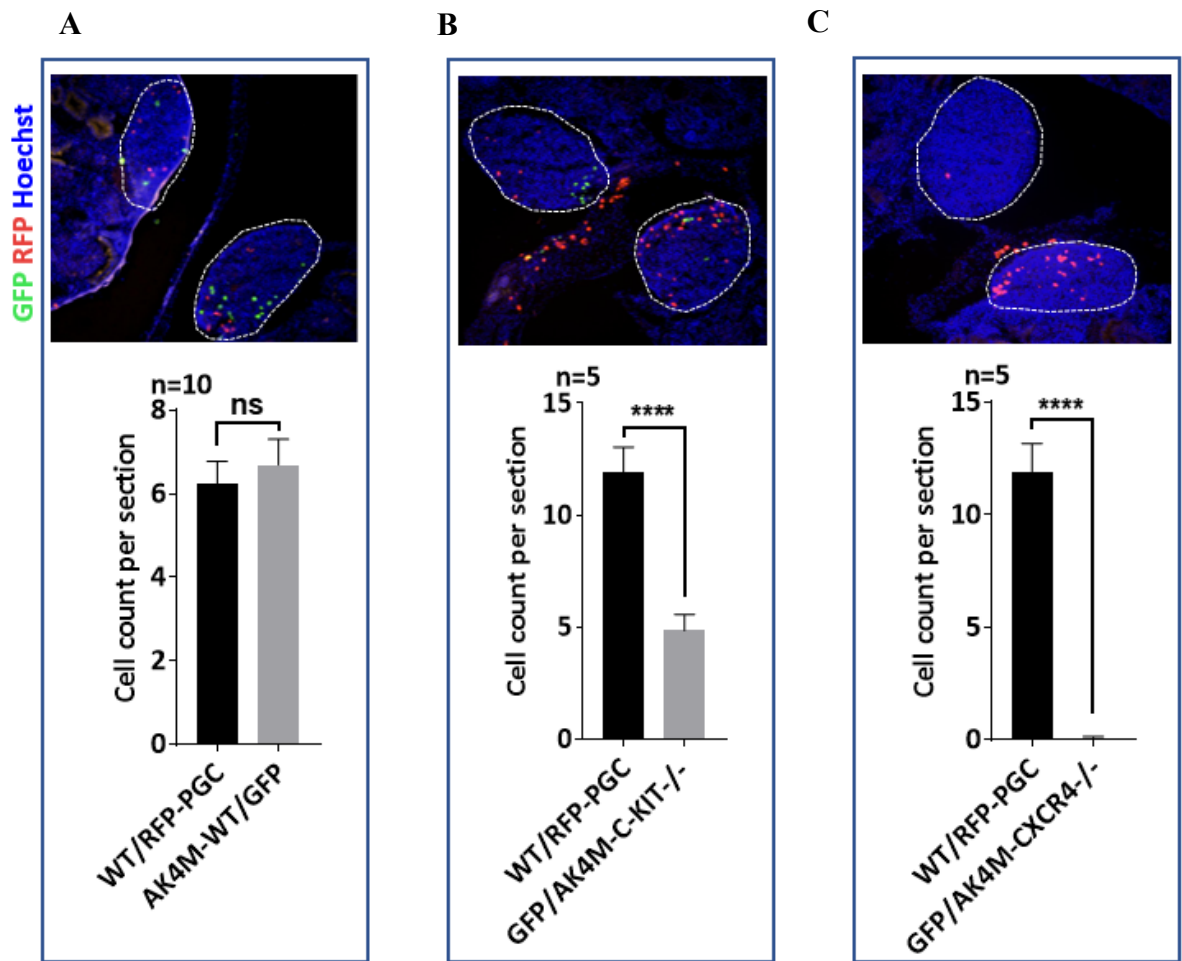 A
B
C
GFP RFP Hoechst
n=10
8
6
4
2
0
ns
Cell count per section
WT/RFP-PGC
AK4M-WT/GFP
n=5
15
10
5
0
****
Cell count per section
WT/RFP-PGC
GFP/AK4M-C-KIT-/-
n=5
15
10
5
0
****
Cell count per section
WT/RFP-PGC
GFP/AK4M-CXCR4-/-